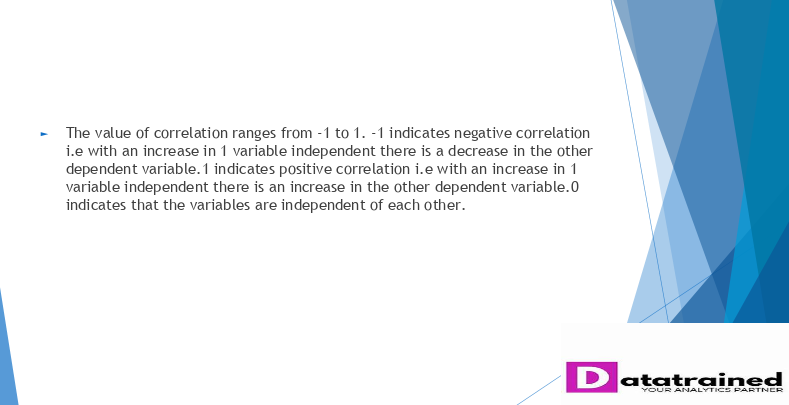 The value of correlation ranges from -1 to 1. -1 indicates negative correlation
i.e with an increase in 1 variable independent there is a decrease in the other
dependent variable.1 indicates positive correlation i.e with an increase in 1
variable independent there is an increase in the other dependent variable.0
indicates that the variables are independent of each other.
Datatrained
YOUR ANALYTICS PARTNER